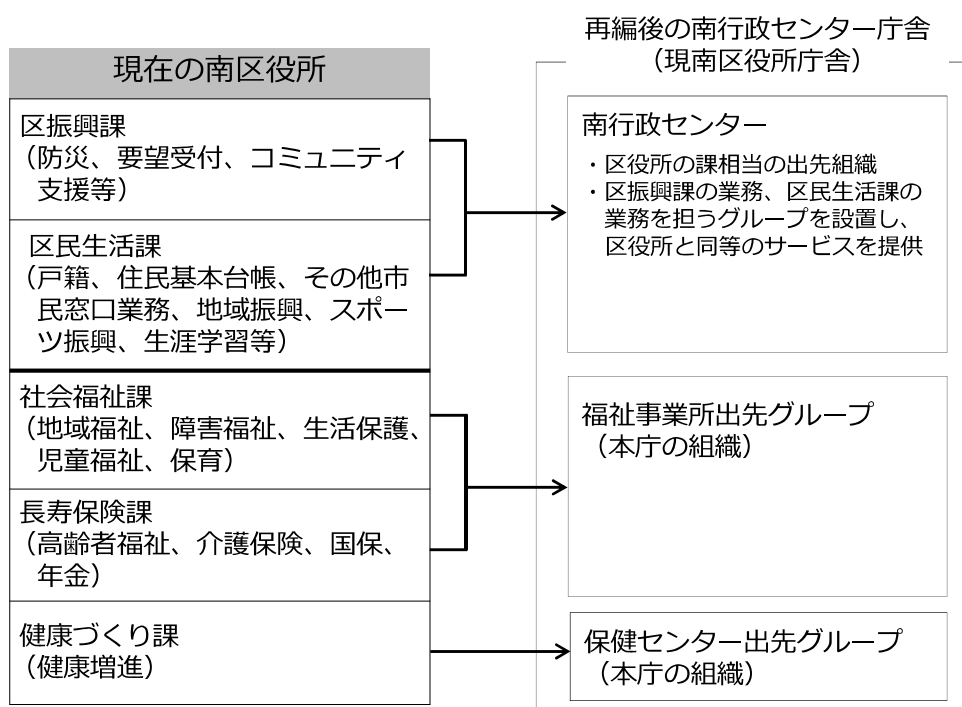 現在の南区役所
区振興課
(防災、要望受付、コミュニティ
支援等)
区民生活課
(戸籍、住民基本台帳、その他市
民窓口業務、地域振興、スポー
ツ振興、生涯学習等)
社会福祉課
(地域福祉、障害福祉、生活保護、
児童福祉、保育)
長寿保険課
(高齢者福祉、介護保険、国保、
年金)
健康づくり課
(健康増進)
再編後の南行政センター庁舎
(現南区役所庁舎)
南行政センター
・区役所の課相当の出先組織
・区振興課の業務、区民生活課の
業務を担うグループを設置し、
区役所と同等のサービスを提供
福祉事業所出先グループ
(本庁の組織)
保健センター出先グループ
(本庁の組織)